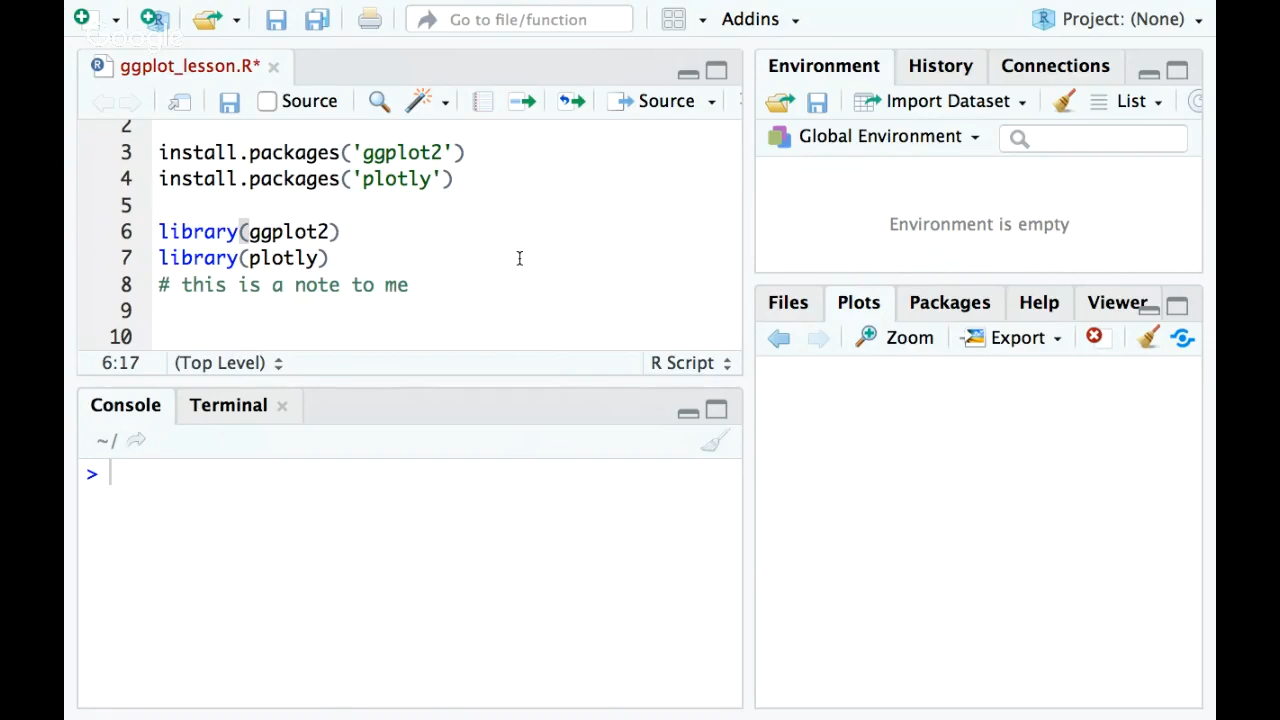 Go to file/function
Addins
Project: (None)
Google
ggplot_lesson.R*
Source
Source
2
3 install.packages('ggplot2')
4 install.packages('plotly')
5
6 library(ggplot2)
7 library(plotly)
8 # this is a note to me
9
10
6:17 (Top Level) R Script
Console Terminal
~/
>
Environment History Connections
Import Dataset List
Global Environment
Environment is empty
Files Plots Packages Help Viewer
Zoom Export